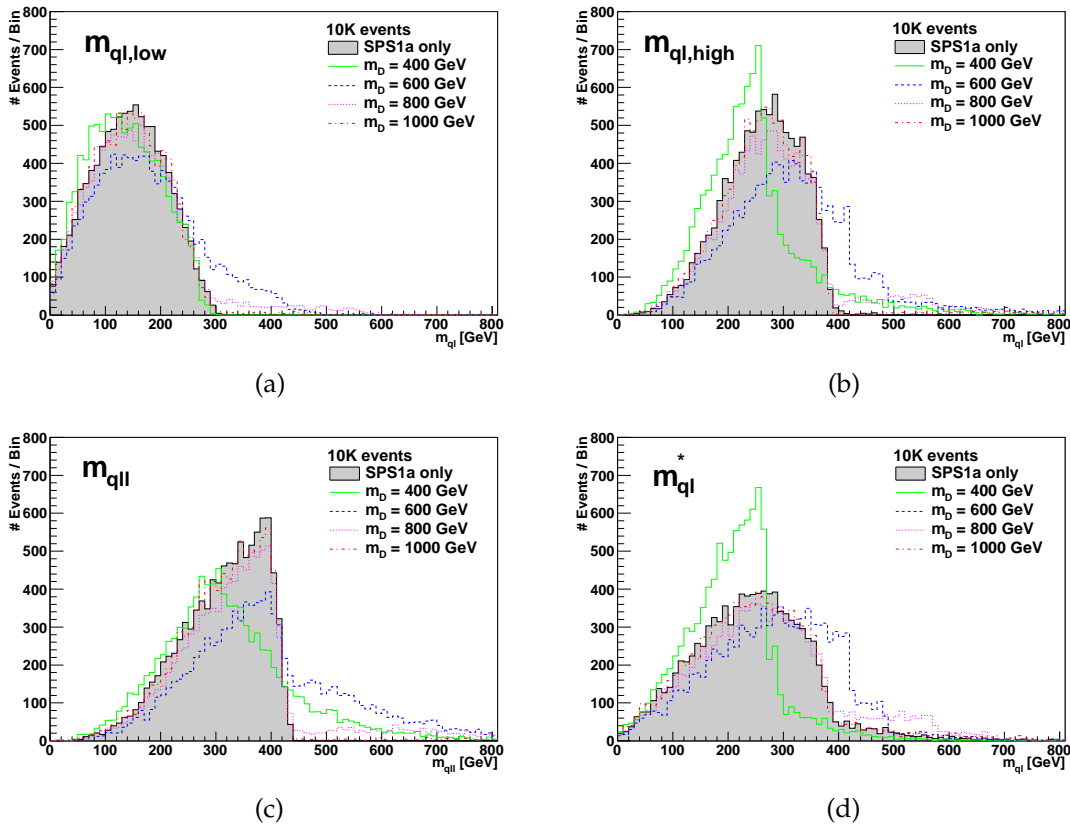 # Events / Bin
800
700
600
500
400
300
200
100
0
m_ql,low
10K events
SPS1a only
m_D = 400 GeV
m_D = 600 GeV
m_D = 800 GeV
m_D = 1000 GeV
0 100 200 300 400 500 600 700 800
m_ql [GeV]
(a)
# Events / Bin
800
700
600
500
400
300
200
100
0
m_ql,high
10K events
SPS1a only
m_D = 400 GeV
m_D = 600 GeV
m_D = 800 GeV
m_D = 1000 GeV
0 100 200 300 400 500 600 700 800
m_ql [GeV]
(b)
# Events / Bin
800
700
600
500
400
300
200
100
0
m_qll
10K events
SPS1a only
m_D = 400 GeV
m_D = 600 GeV
m_D = 800 GeV
m_D = 1000 GeV
0 100 200 300 400 500 600 700 800
m_qll [GeV]
(c)
# Events / Bin
800
700
600
500
400
300
200
100
0
m*_ql
10K events
SPS1a only
m_D = 400 GeV
m_D = 600 GeV
m_D = 800 GeV
m_D = 1000 GeV
0 100 200 300 400 500 600 700 800
m_ql [GeV]
(d)